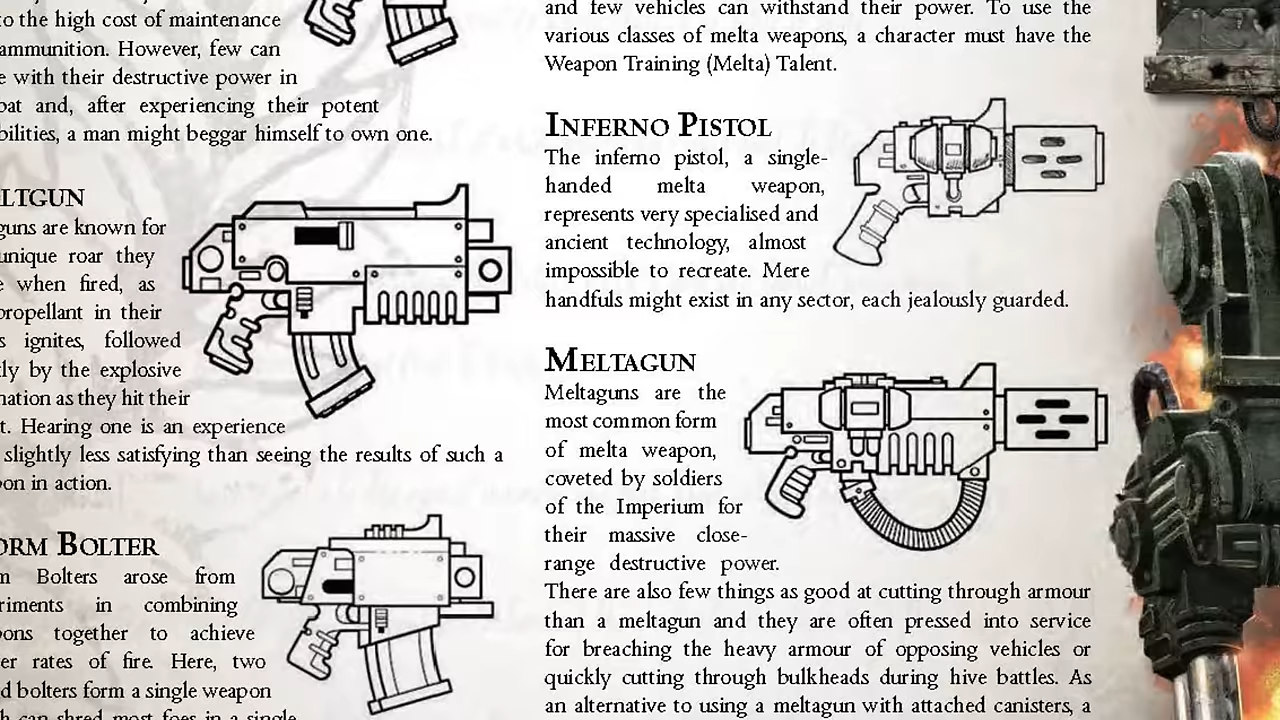 to the high cost of maintenance
ammunition. However, few can
with their destructive power in
and, after experiencing their potent
a man might beggar himself to own one.
guns are known for
unique roar they
when fired, as
propellant in their
ignites, followed
by the explosive
as they hit their
Hearing one is an experience
slightly less satisfying than seeing the results of such a
in action.
BOLTER
Bolters arose from
in combining
together to achieve
rates of fire. Here, two
bolters form a single weapon
can shred most foes in a single
and few vehicles can withstand their power. To use the
various classes of melta weapons, a character must have the
Weapon Training (Melta) Talent.
INFERNO PISTOL
The inferno pistol, a single-
handed melta weapon,
represents very specialised and
ancient technology, almost
impossible to recreate. Mere
handfuls might exist in any sector, each jealously guarded.
MELTAGUN
Meltaguns are the
most common form
of melta weapon,
coveted by soldiers
of the Imperium for
their massive close-
range destructive power.
There are also few things as good at cutting through armour
than a meltagun and they are often pressed into service
for breaching the heavy armour of opposing vehicles or
quickly cutting through bulkheads during hive battles. As
an alternative to using a meltagun with attached canisters, a